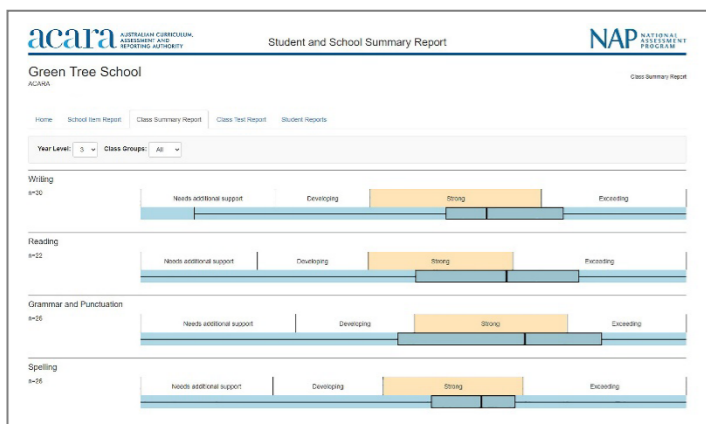 acara AUSTRALIAN CURRICULUM, ASSESSMENT AND REPORTING AUTHORITY
Student and School Summary Report
NAP NATIONAL ASSESSMENT PROGRAM
Green Tree School
ACARA
Class Summary Report
Home School Item Report Class Summary Report Class Test Report Student Reports
Year Level: 3 Class Groups: All
Writing
n=30
Needs additional support Developing Strong Exceeding
Reading
n=22
Needs additional support Developing Strong Exceeding
Grammar and Punctuation
n=26
Needs additional support Developing Strong Exceeding
Spelling
n=26
Needs additional support Developing Strong Exceeding